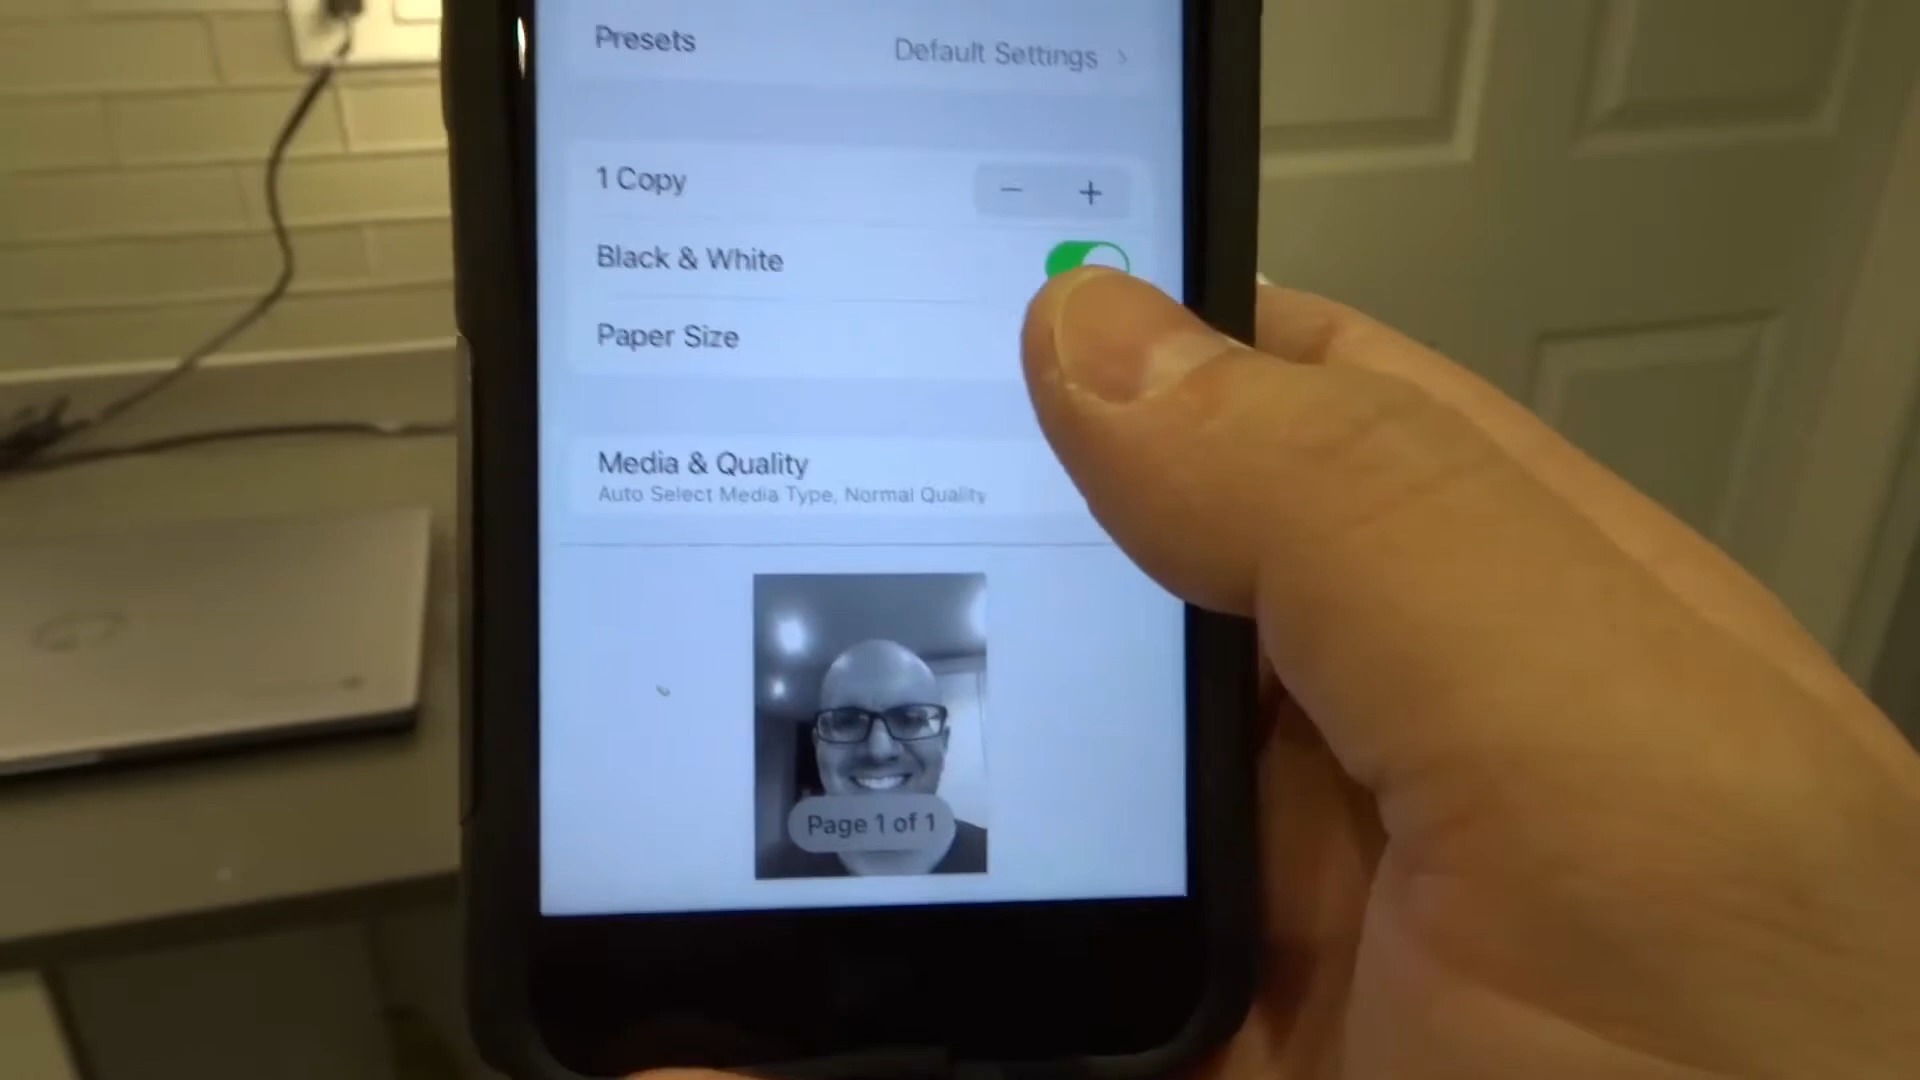 Presets
Default Settings
1 Copy
Black & White
Paper Size
Media & Quality
Auto Select Media Type, Normal Quality
Page 1 of 1